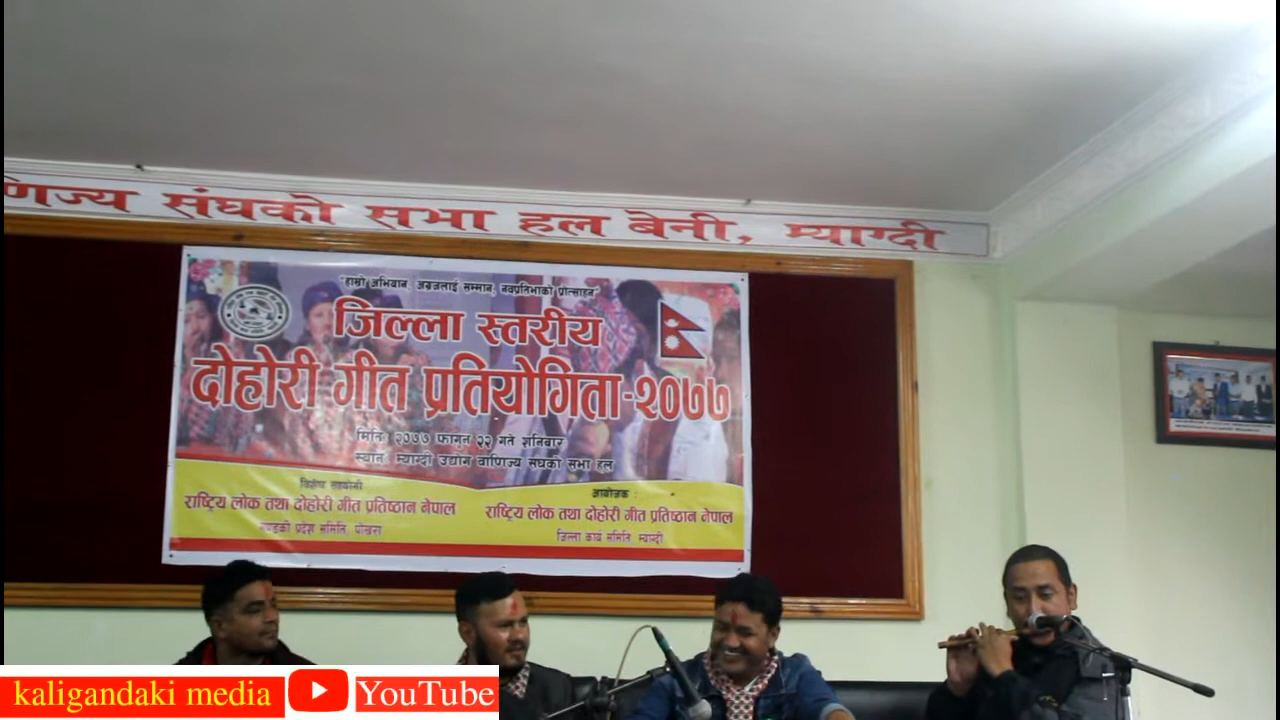 णिज्य संघको सभा हल बेनी, म्याग्दी
"हाम्रो अभियान, अग्रजलाई सम्मान, नवप्रतिभाको प्रोत्साहन"
जिल्ला स्तरीय
दोहोरी गीत प्रतियोगिता-२०७७
मिति: २०७७ फागुन २२ गते शनिबार
स्थान: म्याग्दी उद्योग वाणिज्य संघको सभा हल
राष्ट्रिय लोक तथा दोहोरी गीत प्रतिष्ठान नेपाल
गण्डकी प्रदेश समिति, पोखरा
आयोजक :
राष्ट्रिय लोक तथा दोहोरी गीत प्रतिष्ठान नेपाल
जिल्ला कार्य समिति, म्याग्दी
kaligandaki media
YouTube